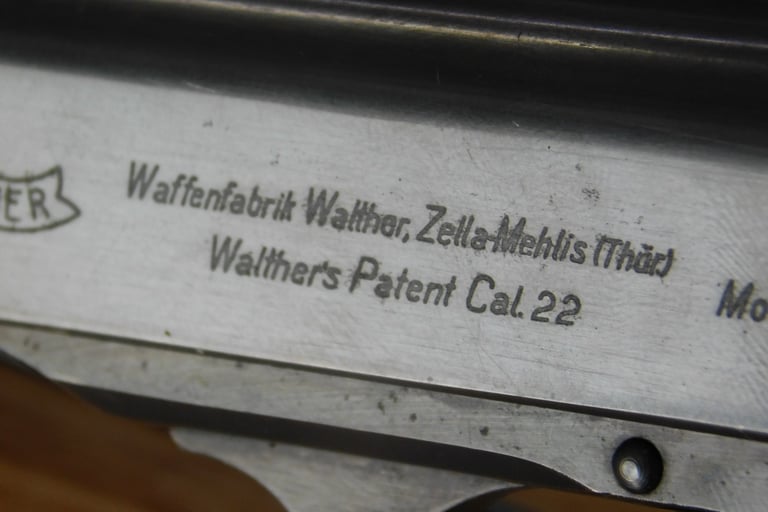 Waffenfabrik Walther, Zella-Mehlis (Thür)
Walther's Patent Cal. 22